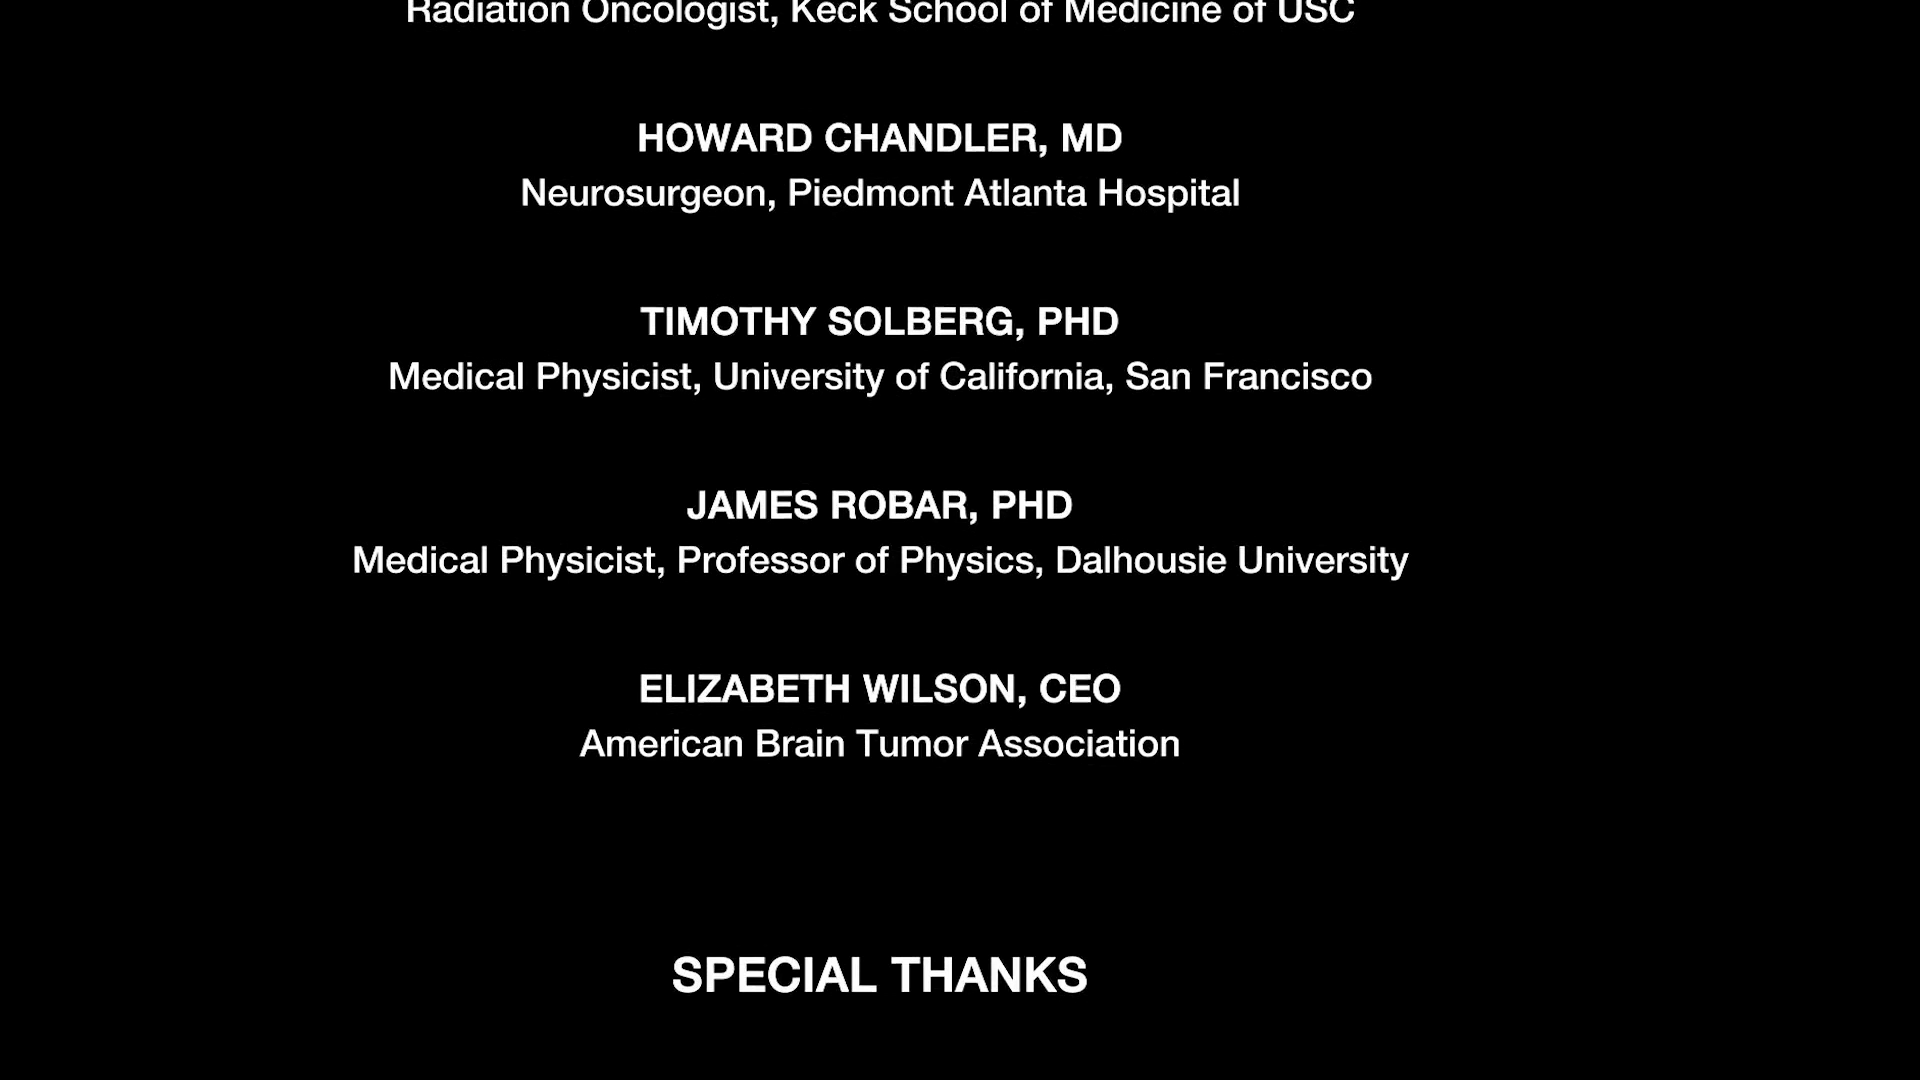 Radiation Oncologist, Keck School of Medicine of USC
HOWARD CHANDLER, MD
Neurosurgeon, Piedmont Atlanta Hospital
TIMOTHY SOLBERG, PHD
Medical Physicist, University of California, San Francisco
JAMES ROBAR, PHD
Medical Physicist, Professor of Physics, Dalhousie University
ELIZABETH WILSON, CEO
American Brain Tumor Association
SPECIAL THANKS